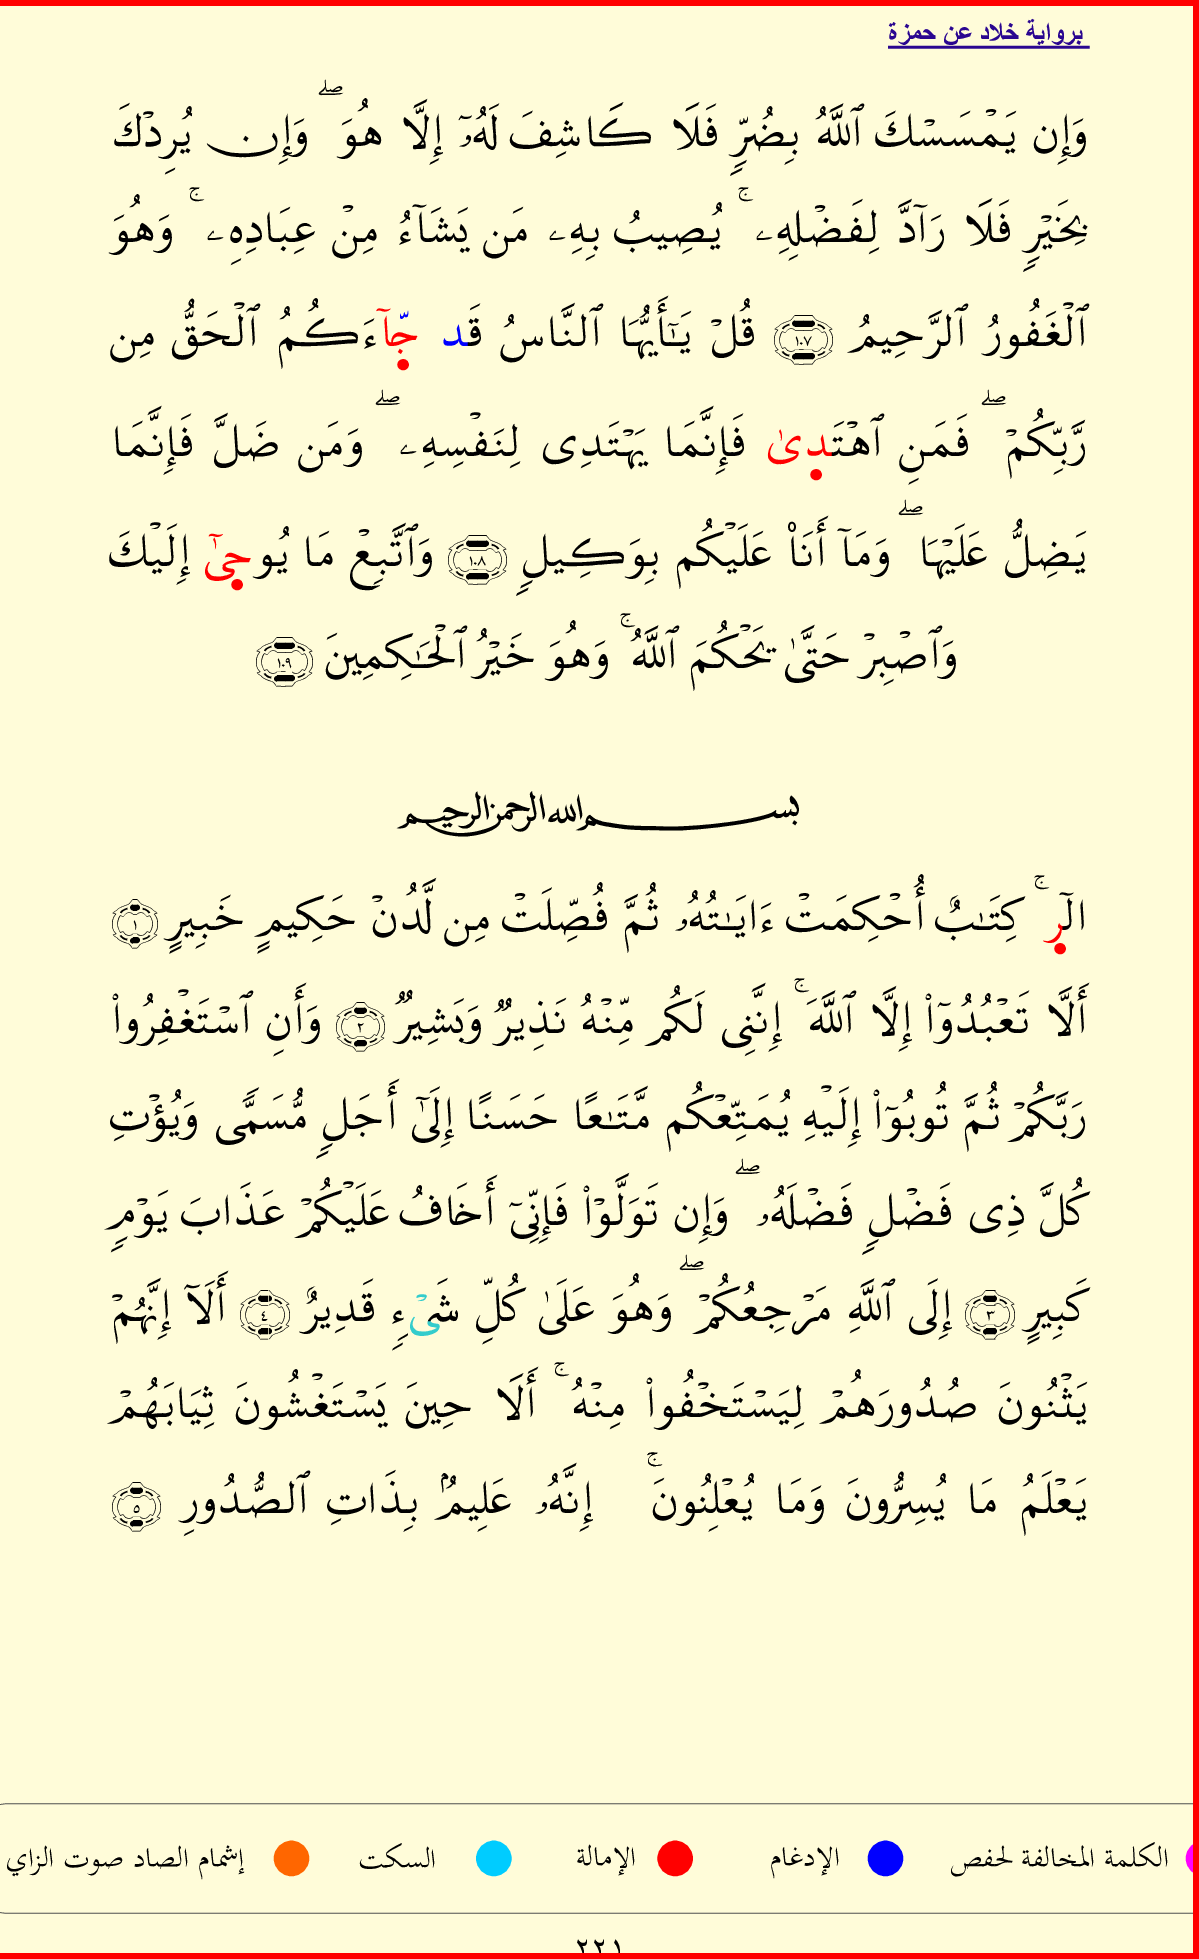 برواية خلاد عن حمزة
وَإِن يَمْسَسْكَ ٱللَّهُ بِضُرٍّ فَلَا كَاشِفَ لَهُۥٓ إِلَّا هُوَ ۖ وَإِن يُرِدْكَ
بِخَيْرٍ فَلَا رَآدَّ لِفَضْلِهِۦ ۚ يُصِيبُ بِهِۦ مَن يَشَآءُ مِنْ عِبَادِهِۦ ۚ وَهُوَ
ٱلْغَفُورُ ٱلرَّحِيمُ ١٠٧ قُلْ يَـٰٓأَيُّهَا ٱلنَّاسُ قَد جَّآءَكُمُ ٱلْحَقُّ مِن
رَّبِّكُمْ ۖ فَمَنِ ٱهْتَدىٰ فَإِنَّمَا يَهْتَدِى لِنَفْسِهِۦ ۖ وَمَن ضَلَّ فَإِنَّمَا
يَضِلُّ عَلَيْهَا ۖ وَمَآ أَنَا۠ عَلَيْكُم بِوَكِيلٍ ١٠٨ وَٱتَّبِعْ مَا يُوحىٰٓ إِلَيْكَ
وَٱصْبِرْ حَتَّىٰ يَحْكُمَ ٱللَّهُ ۚ وَهُوَ خَيْرُ ٱلْحَـٰكِمِينَ ١٠٩
بسم الله الرحمن الرحيم
الٓر ۚ كِتَـٰبٌ أُحْكِمَتْ ءَايَـٰتُهُۥ ثُمَّ فُصِّلَتْ مِن لَّدُنْ حَكِيمٍ خَبِيرٍ ١
أَلَّا تَعْبُدُوٓا۟ إِلَّا ٱللَّهَ ۚ إِنَّنِى لَكُم مِّنْهُ نَذِيرٌ وَبَشِيرٌ ٢ وَأَنِ ٱسْتَغْفِرُوا۟
رَبَّكُمْ ثُمَّ تُوبُوٓا۟ إِلَيْهِ يُمَتِّعْكُم مَّتَـٰعًا حَسَنًا إِلَىٰٓ أَجَلٍ مُّسَمًّى وَيُؤْتِ
كُلَّ ذِى فَضْلٍ فَضْلَهُۥ ۖ وَإِن تَوَلَّوْا۟ فَإِنِّىٓ أَخَافُ عَلَيْكُمْ عَذَابَ يَوْمٍ
كَبِيرٍ ٣ إِلَى ٱللَّهِ مَرْجِعُكُمْ ۖ وَهُوَ عَلَىٰ كُلِّ شَىْءٍ قَدِيرٌ ٤ أَلَآ إِنَّهُمْ
يَثْنُونَ صُدُورَهُمْ لِيَسْتَخْفُوا۟ مِنْهُ ۚ أَلَا حِينَ يَسْتَغْشُونَ ثِيَابَهُمْ
يَعْلَمُ مَا يُسِرُّونَ وَمَا يُعْلِنُونَ ۚ إِنَّهُۥ عَلِيمٌۢ بِذَاتِ ٱلصُّدُورِ ٥
الكلمة المخالفة لحفص الإدغام الإمالة السكت إشمام الصاد صوت الزاي
٢٢١